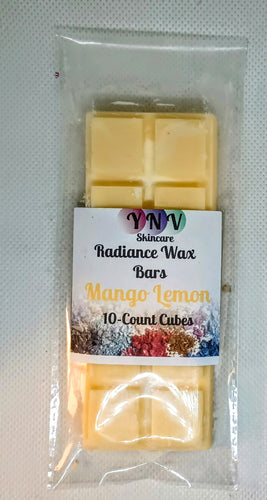 YNV
Skincare
Radiance Wax
Bars
Mango Lemon
10-Count Cubes